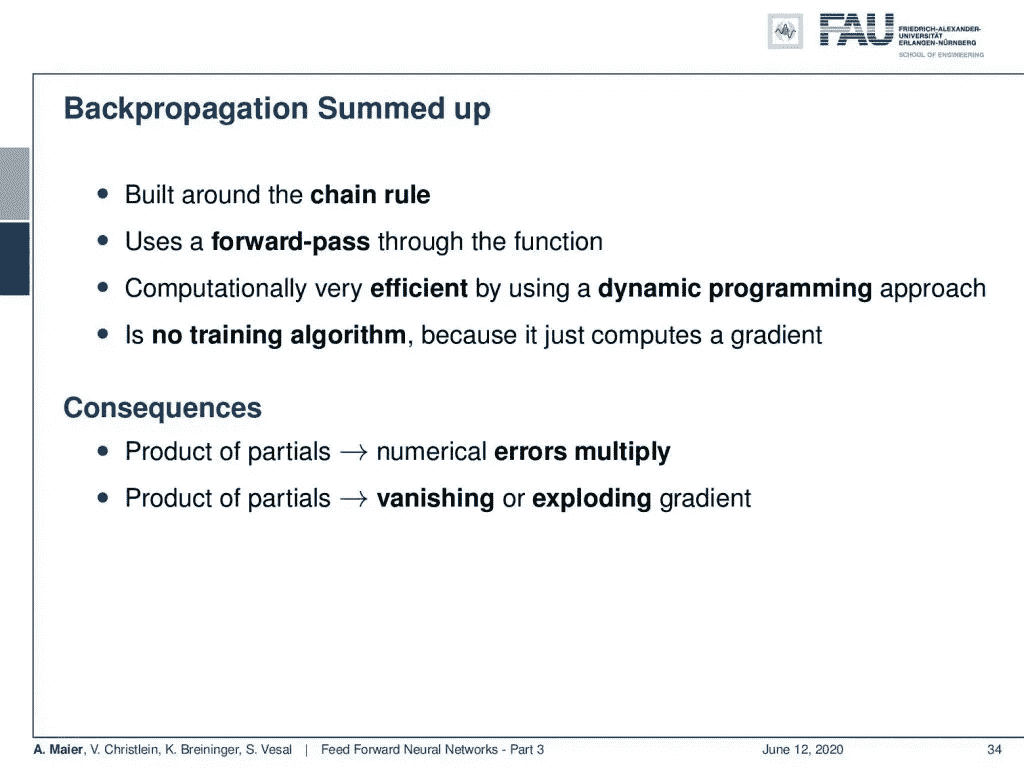 FAU
FRIEDRICH-ALEXANDER-
UNIVERSITÄT
ERLANGEN-NÜRNBERG
SCHOOL OF ENGINEERING
Backpropagation Summed up
• Built around the chain rule
• Uses a forward-pass through the function
• Computationally very efficient by using a dynamic programming approach
• Is no training algorithm, because it just computes a gradient
Consequences
• Product of partials → numerical errors multiply
• Product of partials → vanishing or exploding gradient
A. Maier, V. Christlein, K. Breininger, S. Vesal | Feed Forward Neural Networks - Part 3 June 12, 2020 34